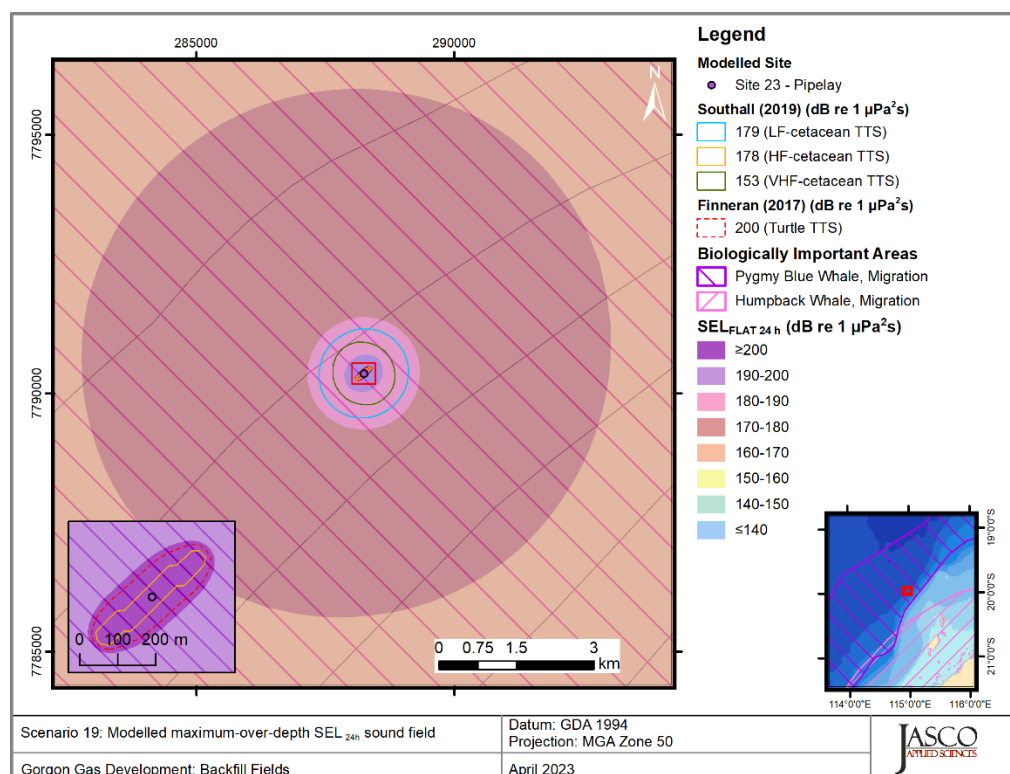 285000
290000
7795000
7790000
7785000
N
0 100 200 m
0 0.75 1.5 3
km
Legend
Modelled Site
Site 23 - Pipelay
Southall (2019) (dB re 1 µPa²s)
179 (LF-cetacean TTS)
178 (HF-cetacean TTS)
153 (VHF-cetacean TTS)
Finneran (2017) (dB re 1 µPa²s)
200 (Turtle TTS)
Biologically Important Areas
Pygmy Blue Whale, Migration
Humpback Whale, Migration
SEL FLAT 24 h (dB re 1 µPa²s)
≥200
190-200
180-190
170-180
160-170
150-160
140-150
≤140
19°0'0"S
20°0'0"S
21°0'0"S
114°0'0"E 115°0'0"E 116°0'0"E
Scenario 19: Modelled maximum-over-depth SEL 24h sound field
Datum: GDA 1994
Projection: MGA Zone 50
Gorgon Gas Development: Backfill Fields
April 2023
JASCO
APPLIED SCIENCES